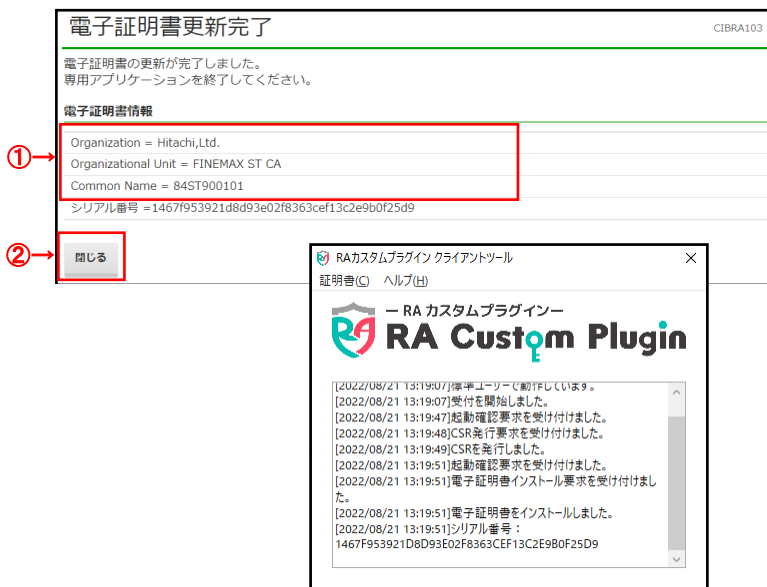 電子証明書更新完了
CIBRA103
電子証明書の更新が完了しました。
専用アプリケーションを終了してください。
電子証明書情報
①
Organization = Hitachi,Ltd.
Organizational Unit = FINEMAX ST CA
Common Name = 84ST900101
シリアル番号 =1467f953921d8d93e02f8363cef13c2e9b0f25d9
②
閉じる
RAカスタムプラグイン クライアントツール
証明書(C) ヘルプ(H)
― RA カスタムプラグイン―
RA Custom Plugin
[2022/08/21 13:19:07]標準ユーザーで動作しています。
[2022/08/21 13:19:07]受付を開始しました。
[2022/08/21 13:19:47]起動確認要求を受け付けました。
[2022/08/21 13:19:48]CSR発行要求を受け付けました。
[2022/08/21 13:19:49]CSRを発行しました。
[2022/08/21 13:19:51]起動確認要求を受け付けました。
[2022/08/21 13:19:51]電子証明書インストール要求を受け付けまし
た。
[2022/08/21 13:19:51]電子証明書をインストールしました。
[2022/08/21 13:19:51]シリアル番号：
1467F953921D8D93E02F8363CEF13C2E9B0F25D9